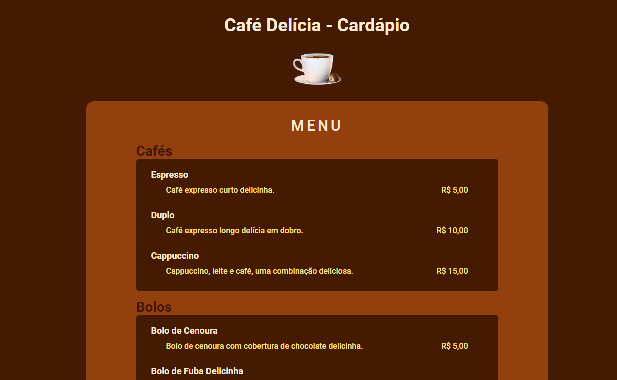 Café Delícia - Cardápio
MENU
Cafés
Espresso
Café expresso curto delicinha. R$ 5,00
Duplo
Café expresso longo delícia em dobro. R$ 10,00
Cappuccino
Cappuccino, leite e café, uma combinação deliciosa. R$ 15,00
Bolos
Bolo de Cenoura
Bolo de cenoura com cobertura de chocolate delicinha. R$ 5,00
Bolo de Fuba Delicinha